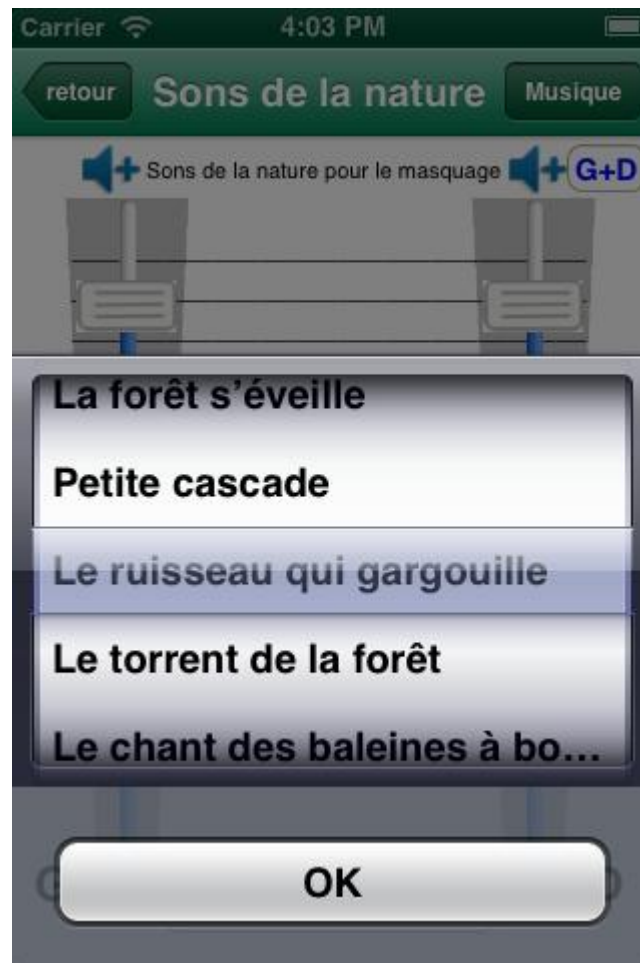 Carrier 4:03 PM
retour Sons de la nature Musique
Sons de la nature pour le masquage G+D
La forêt s’éveille
Petite cascade
Le ruisseau qui gargouille
Le torrent de la forêt
Le chant des baleines à bo...
OK